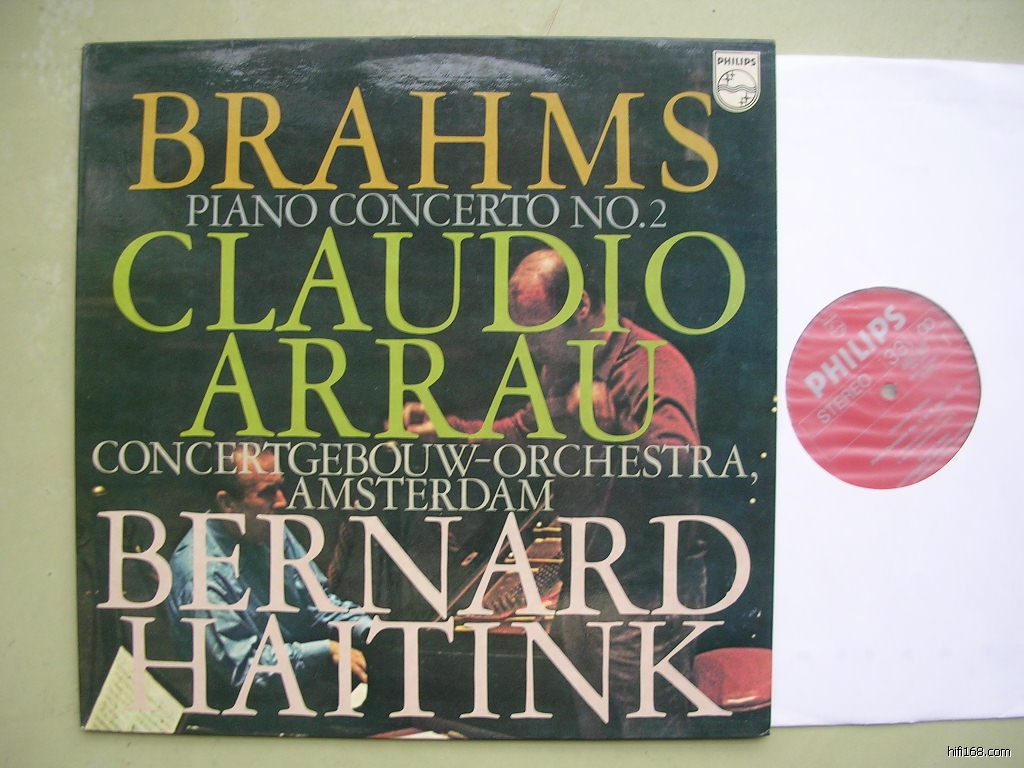 PHILIPS
BRAHMS
PIANO CONCERTO NO.2
CLAUDIO
ARRAU
CONCERTGEBOUW-ORCHESTRA,
AMSTERDAM
BERNARD
HAITINK
PHILIPS
STEREO
hifi168.com